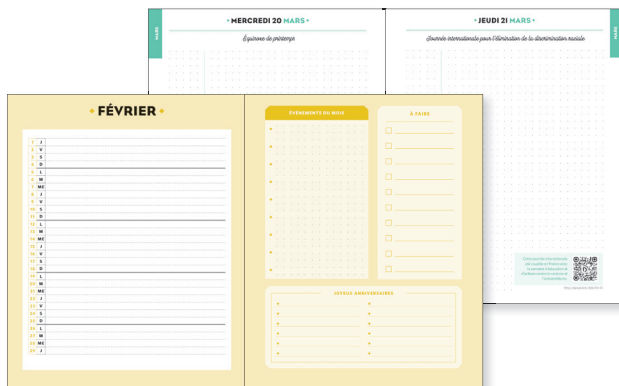 • MERCREDI 20 MARS •
Équinoxe de printemps
MARS
• JEUDI 21 MARS •
Journée internationale pour l'élimination de la discrimination raciale
MARS
FÉVRIER
1 J
2 V
3 S
4 D
5 L
6 M
7 ME
8 J
9 V
10 S
11 D
12 L
13 M
14 ME
15 J
16 V
17 S
18 D
19 L
20 M
21 ME
22 J
23 V
24 S
25 D
26 L
27 M
28 ME
29 J
ÉVÉNEMENTS DU MOIS
À FAIRE
JOYEUX ANNIVERSAIRES